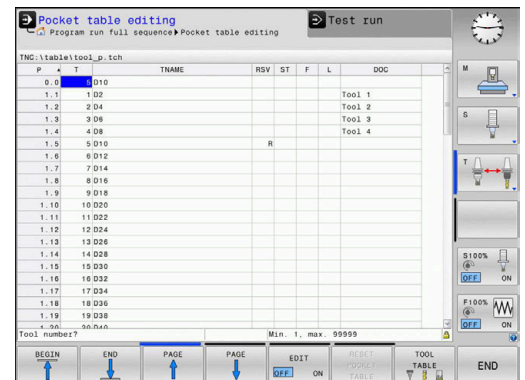 Pocket table editing
Test run
Program run full sequence▸Pocket table editing
TNC:\table\tool_p.tch
P T TNAME RSV ST F L DOC
0.0 5 D10
1.1 1 D2 Tool 1
1.2 2 D4 Tool 2
1.3 3 D6 Tool 3
1.4 4 D8 Tool 4
1.5 5 D10 R
1.6 6 D12
1.7 7 D14
1.8 8 D16
1.9 9 D18
1.10 10 D20
1.11 11 D22
1.12 12 D24
1.13 13 D26
1.14 14 D28
1.15 15 D30
1.16 16 D32
1.17 17 D34
1.18 18 D36
1.19 19 D38
1.20 20 D40
Tool number? Min. 1, max. 99999
M
S
T
S100%
OFF ON
F100%
OFF ON
BEGIN
END
PAGE
PAGE
EDIT
OFF ON
RESET
POCKET
TABLE
TOOL
TABLE
END